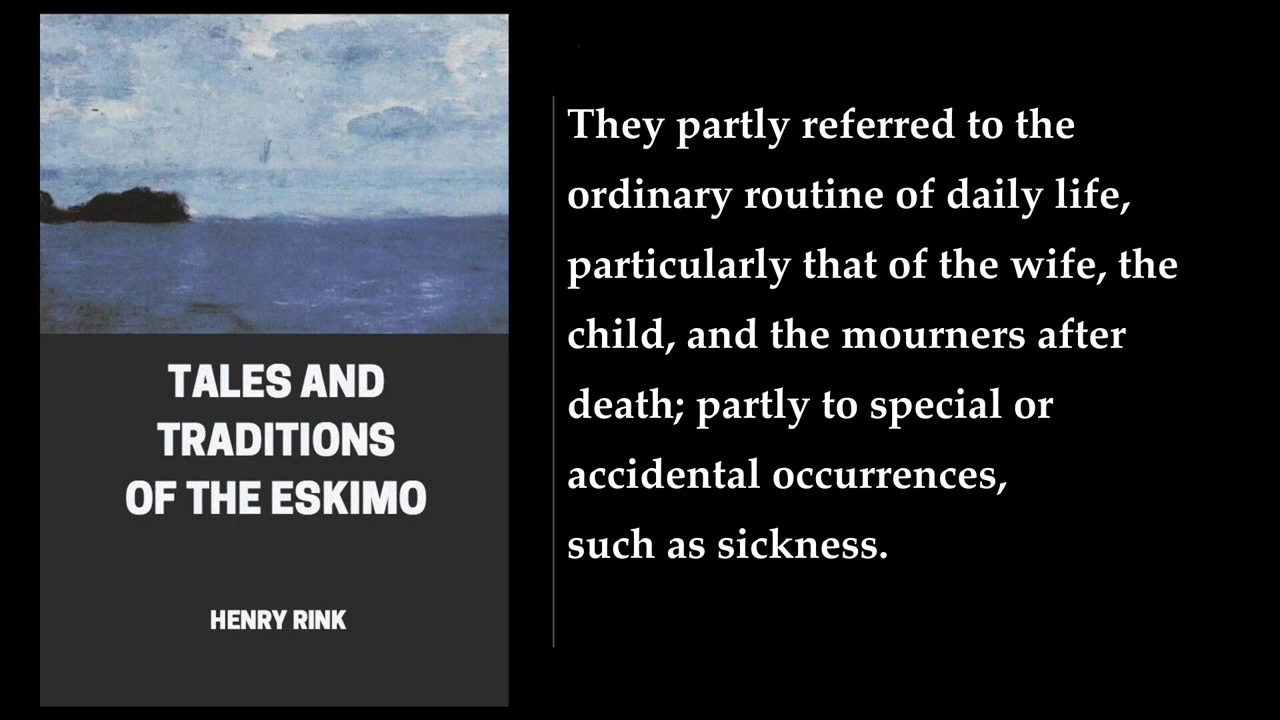 TALES AND
TRADITIONS
OF THE ESKIMO
HENRY RINK
They partly referred to the
ordinary routine of daily life,
particularly that of the wife, the
child, and the mourners after
death; partly to special or
accidental occurrences,
such as sickness.